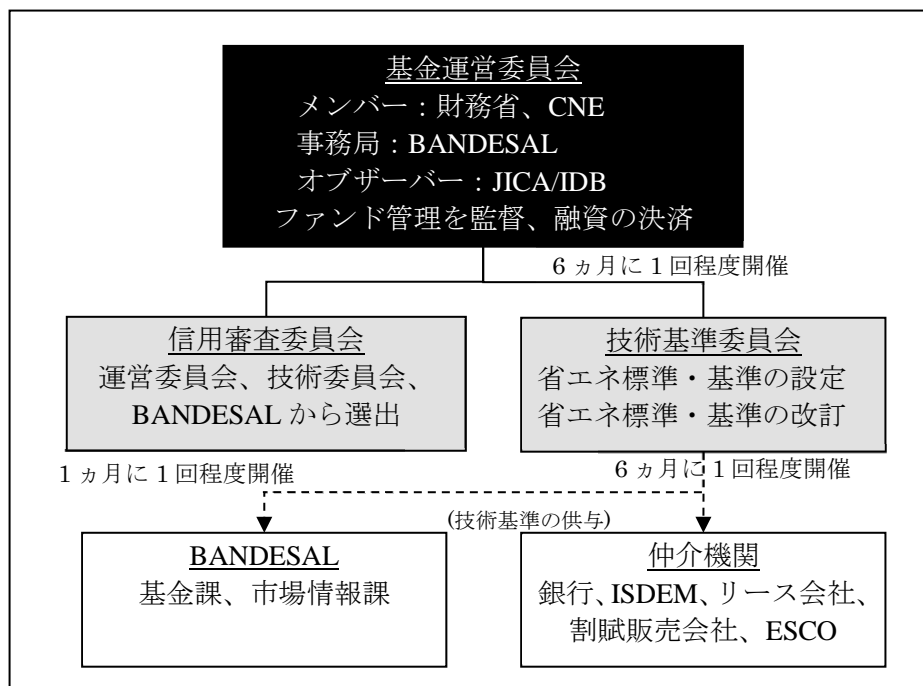 基金運営委員会
メンバー：財務省、CNE
事務局：BANDESAL
オブザーバー：JICA/IDB
ファンド管理を監督、融資の決済
6 ヵ月に 1 回程度開催
信用審査委員会
運営委員会、技術委員会、
BANDESAL から選出
1 ヵ月に 1 回程度開催
技術基準委員会
省エネ標準・基準の設定
省エネ標準・基準の改訂
6 ヵ月に 1 回程度開催
(技術基準の供与)
BANDESAL
基金課、市場情報課
仲介機関
銀行、ISDEM、リース会社、
割賦販売会社、ESCO